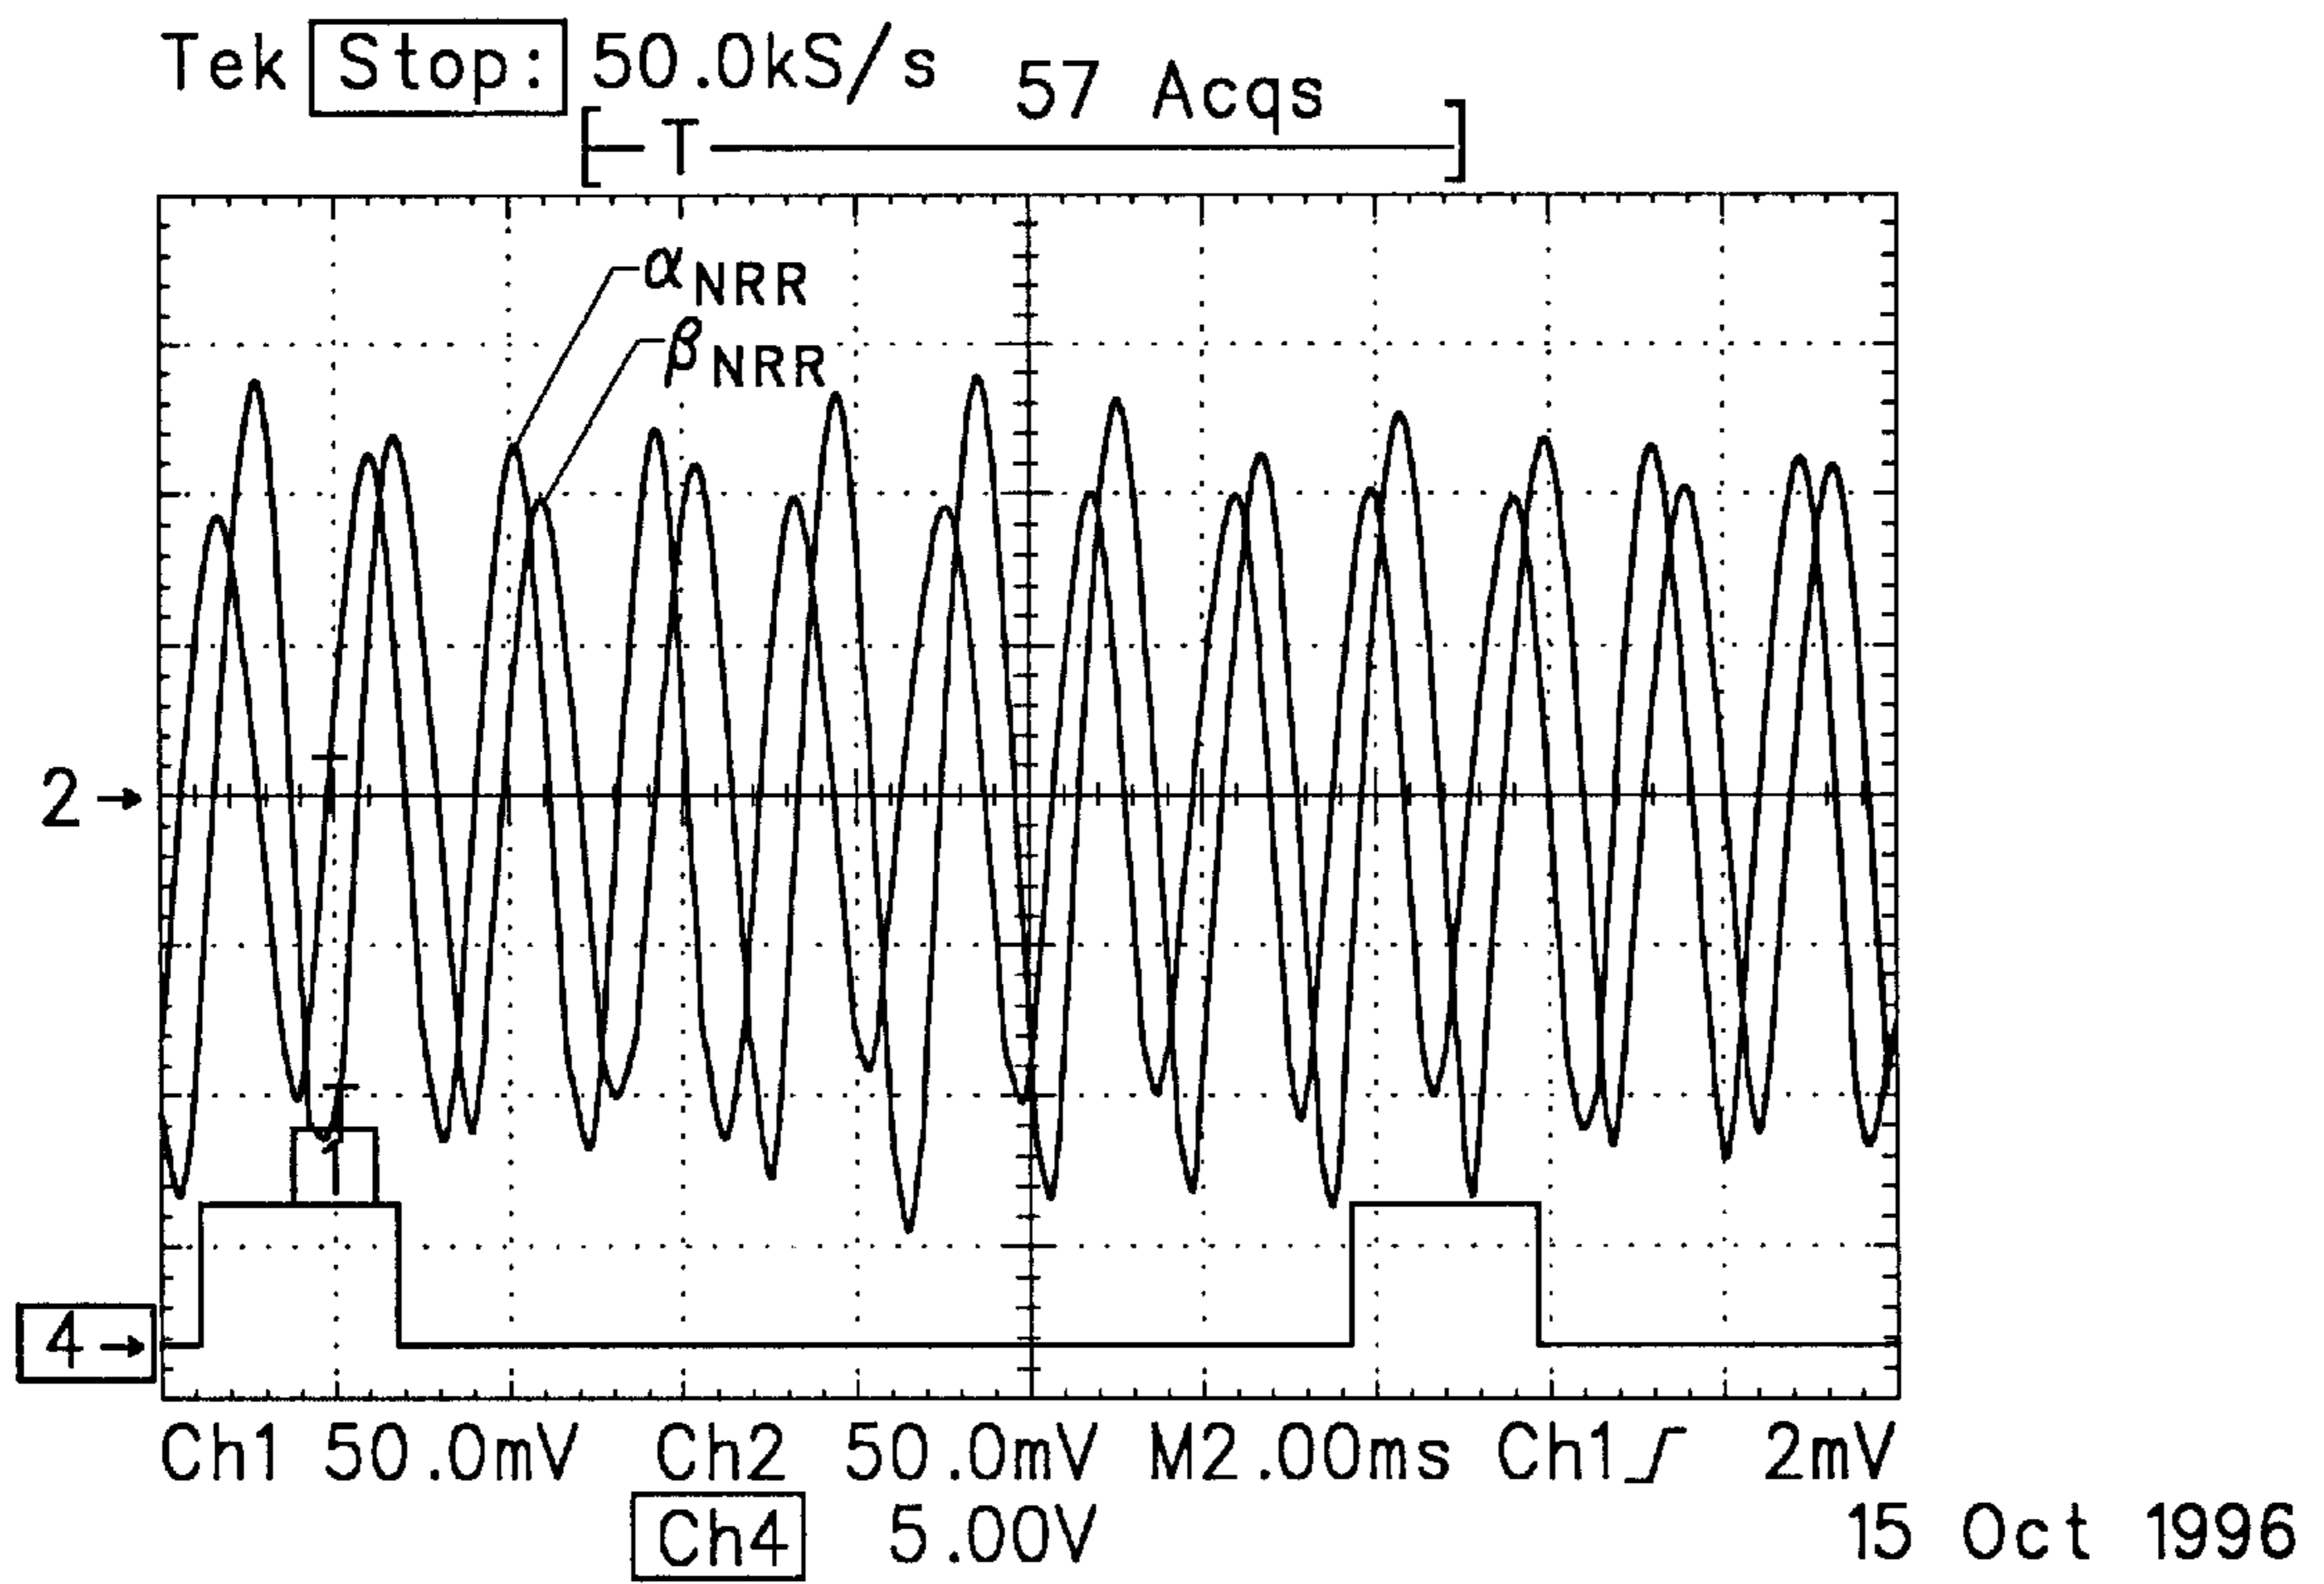 Tek Stop: 50.0kS/s 57 Acqs
T
αNRR
βNRR
2→
1
4→
Ch1 50.0mV Ch2 50.0mV M2.00ms Ch1 2mV
Ch4 5.00V
15 Oct 1996